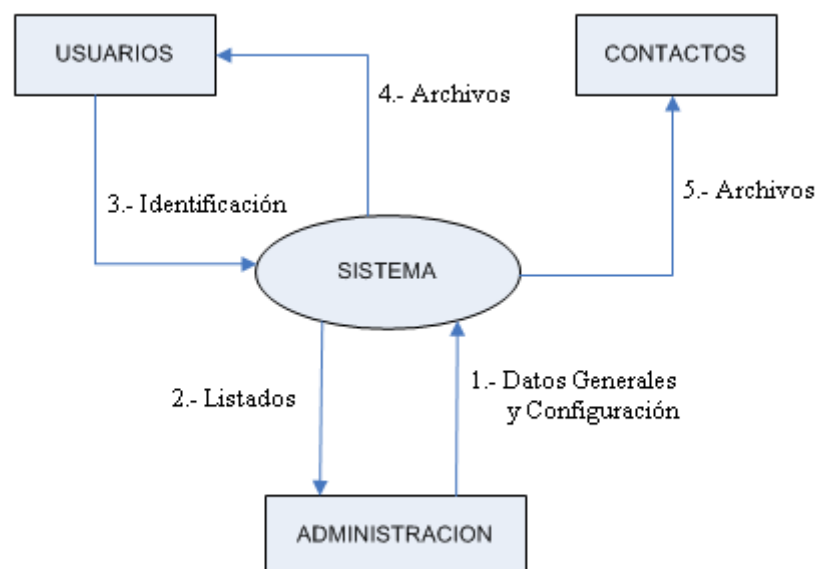 USUARIOS
CONTACTOS
4.- Archivos
3.- Identificación
5.- Archivos
SISTEMA
2.- Listados
1.- Datos Generales
y Configuración
ADMINISTRACION